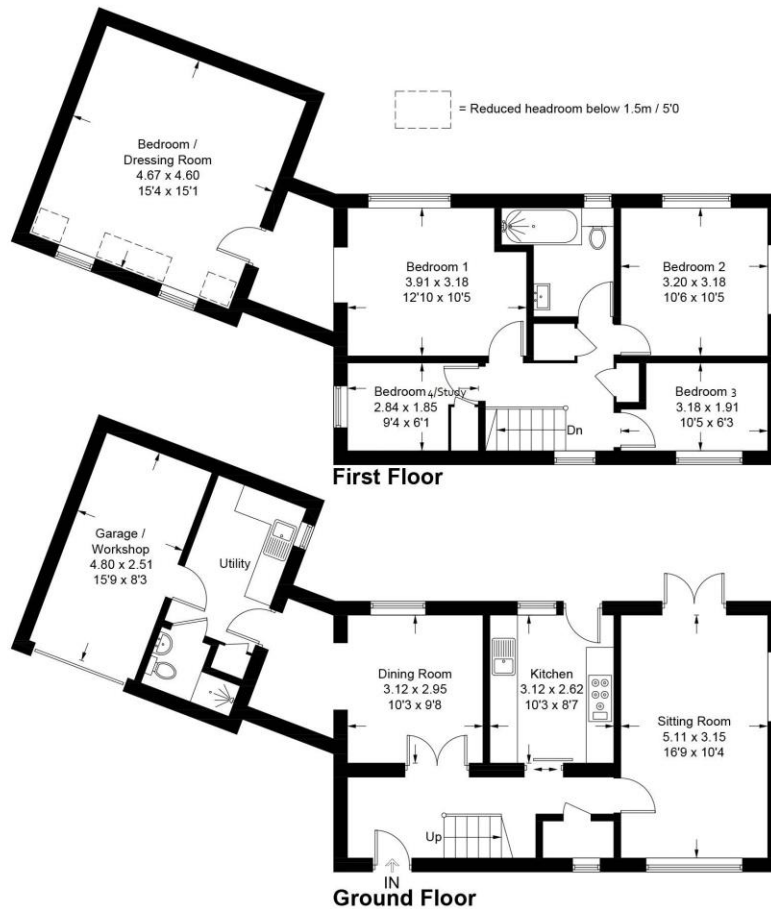 = Reduced headroom below 1.5m / 5'0
Bedroom /
Dressing Room
4.67 x 4.60
15'4 x 15'1
Bedroom 1
3.91 x 3.18
12'10 x 10'5
Bedroom 2
3.20 x 3.18
10'6 x 10'5
Bedroom 4/Study
2.84 x 1.85
9'4 x 6'1
Dn
Bedroom 3
3.18 x 1.91
10'5 x 6'3
First Floor
Garage /
Workshop
4.80 x 2.51
15'9 x 8'3
Utility
Dining Room
3.12 x 2.95
10'3 x 9'8
Kitchen
3.12 x 2.62
10'3 x 8'7
Sitting Room
5.11 x 3.15
16'9 x 10'4
Up
IN
Ground Floor